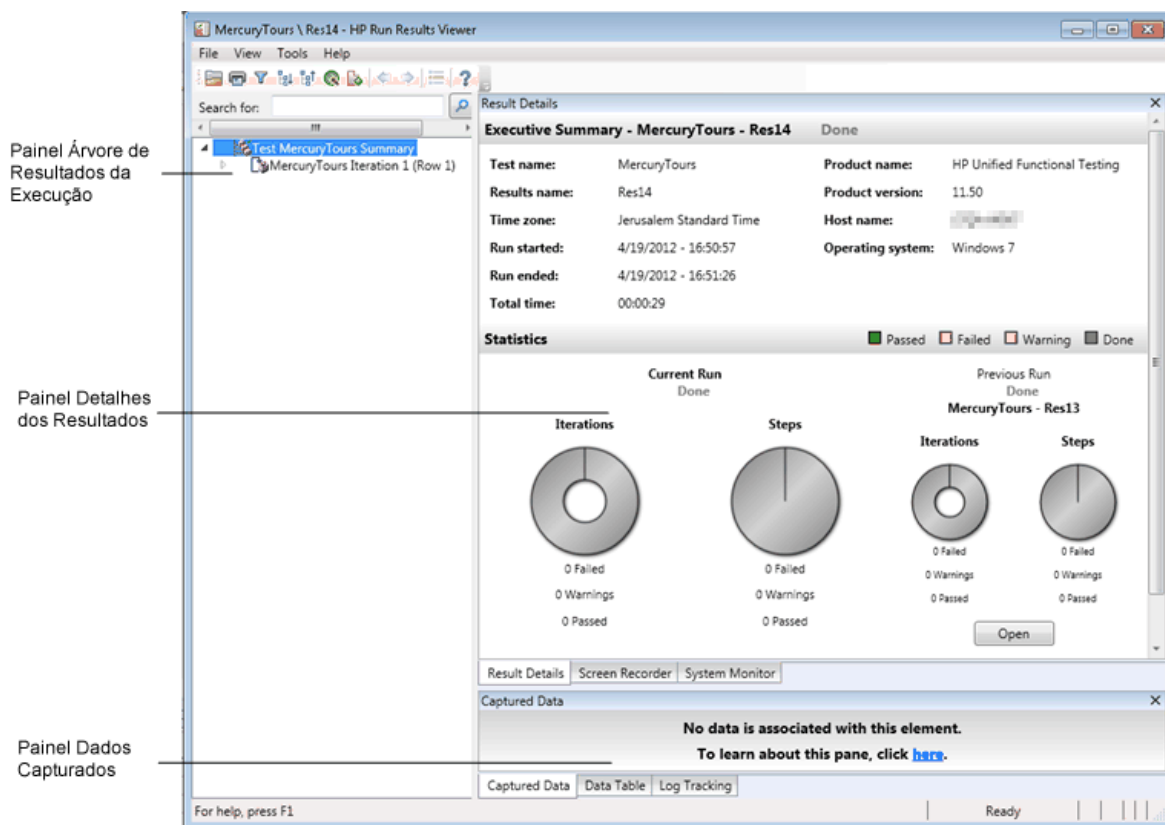 MercuryTours \ Res14 - HP Run Results Viewer
File View Tools Help
Search for:
Painel Árvore de
Resultados da
Execução
Test MercuryTours Summary
MercuryTours Iteration 1 (Row 1)
Result Details
Executive Summary - MercuryTours - Res14 Done
Test name: MercuryTours Product name: HP Unified Functional Testing
Results name: Res14 Product version: 11.50
Time zone: Jerusalem Standard Time Host name:
Run started: 4/19/2012 - 16:50:57 Operating system: Windows 7
Run ended: 4/19/2012 - 16:51:26
Total time: 00:00:29
Statistics Passed Failed Warning Done
Painel Detalhes
dos Resultados
Current Run
Done
Iterations Steps
0 Failed 0 Failed
0 Warnings 0 Warnings
0 Passed 0 Passed
Previous Run
Done
MercuryTours - Res13
Iterations Steps
0 Failed 0 Failed
0 Warnings 0 Warnings
0 Passed 0 Passed
Open
Result Details Screen Recorder System Monitor
Painel Dados
Capturados
Captured Data
No data is associated with this element.
To learn about this pane, click here.
Captured Data Data Table Log Tracking
For help, press F1 Ready